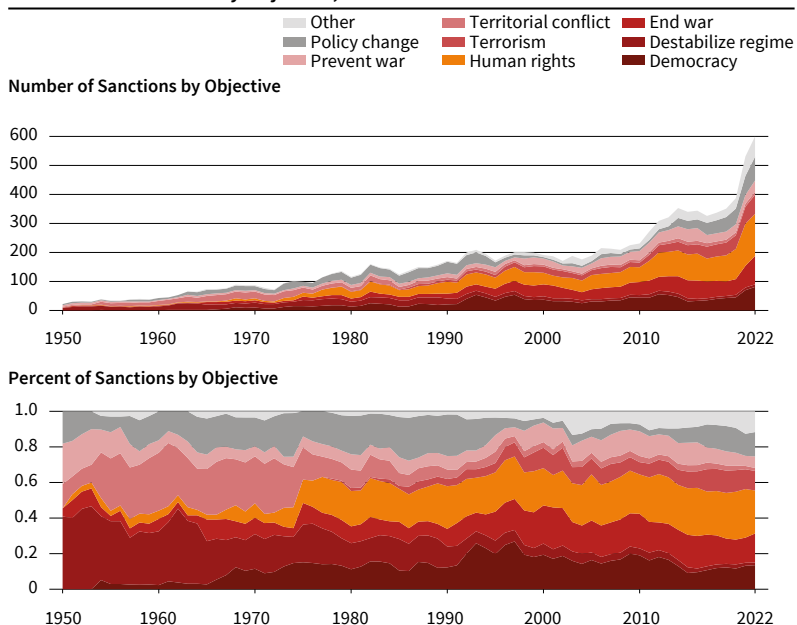 Other Territorial conflict End war
Policy change Terrorism Destabilize regime
Prevent war Human rights Democracy
Number of Sanctions by Objective
600
500
400
300
200
100
0
1950 1960 1970 1980 1990 2000 2010 2022
Percent of Sanctions by Objective
1.0
0.8
0.6
0.4
0.2
0
1950 1960 1970 1980 1990 2000 2010 2022